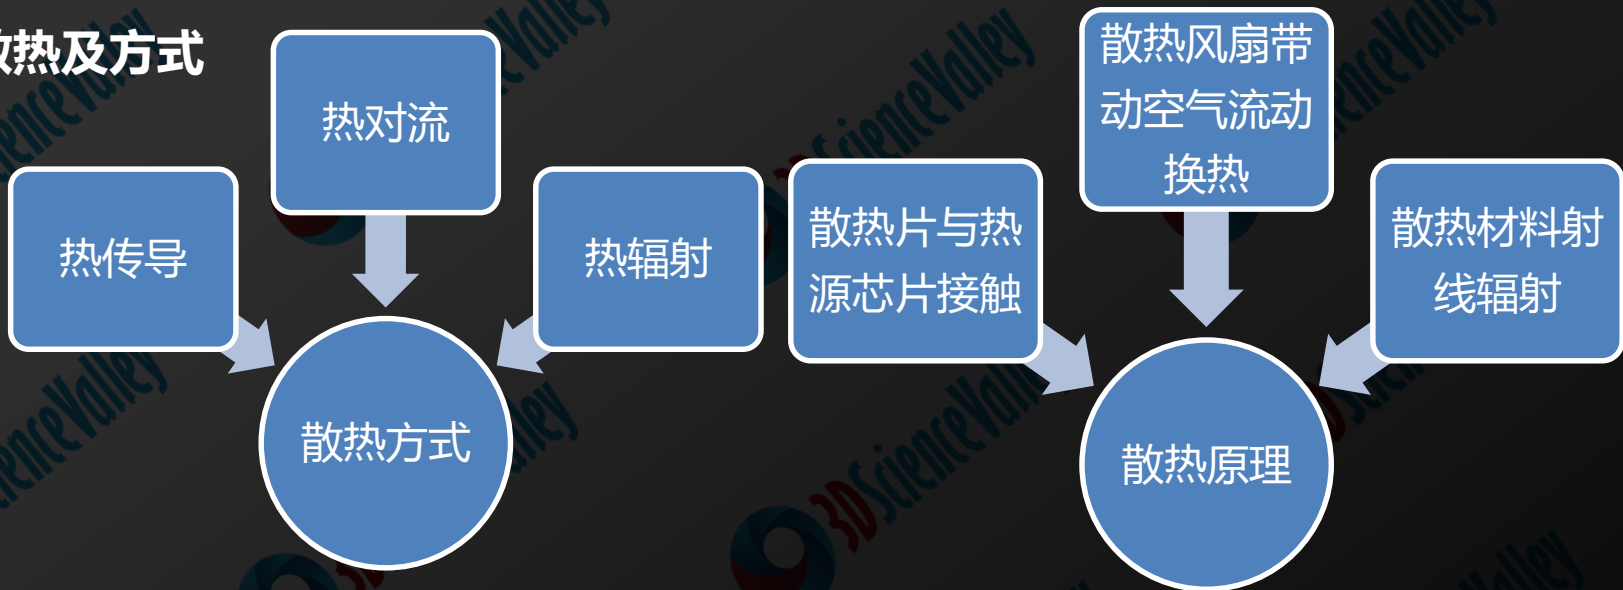 散热及方式
热对流
热传导
热辐射
散热方式
散热风扇带
动空气流动
换热
散热片与热
源芯片接触
散热材料射
线辐射
散热原理
3DScienceValley
3DScienceValley